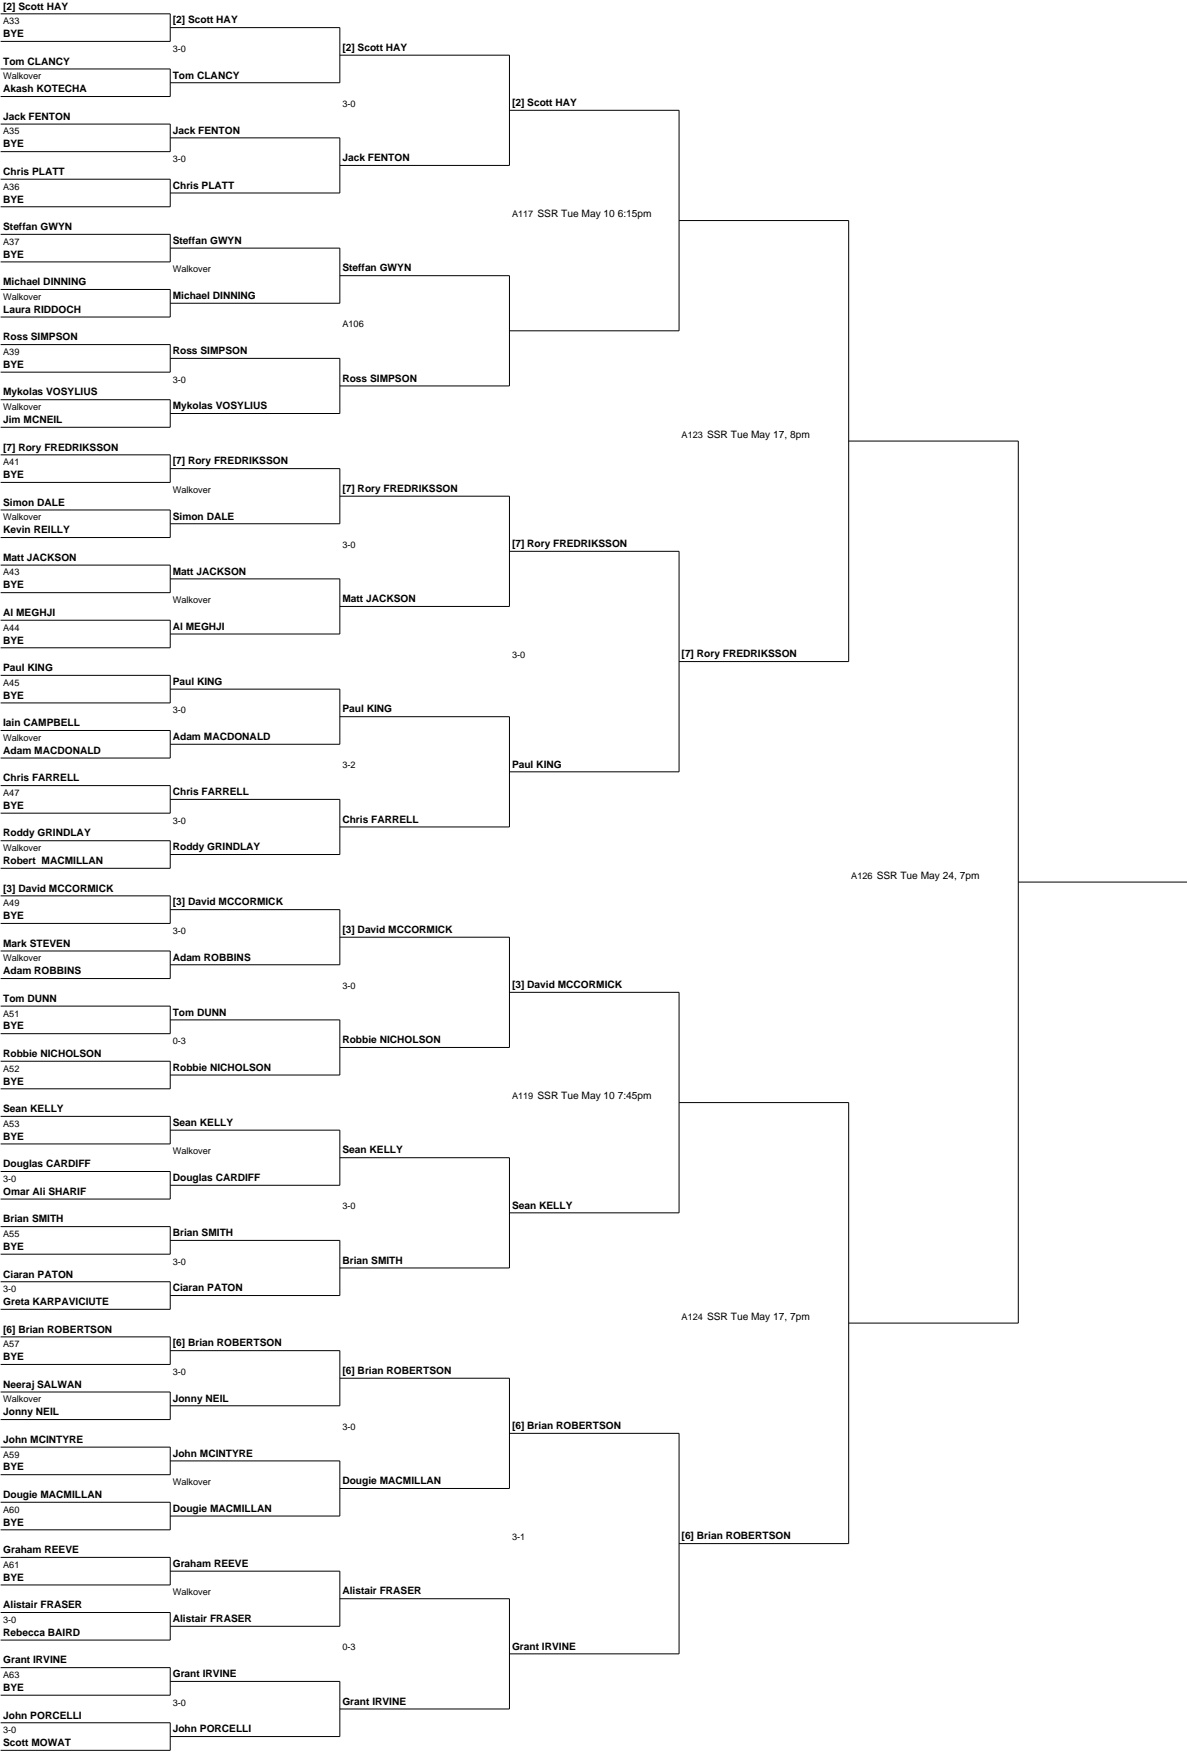 [2] Scott HAY
A33
BYE
[2] Scott HAY
3-0
[2] Scott HAY
Tom CLANCY
Walkover
Akash KOTECHA
Tom CLANCY
3-0
[2] Scott HAY
Jack FENTON
A35
BYE
Jack FENTON
3-0
Jack FENTON
Chris PLATT
A36
BYE
Chris PLATT
A117 SSR Tue May 10 6:15pm
Steffan GWYN
A37
BYE
Steffan GWYN
Walkover
Steffan GWYN
Michael DINNING
Walkover
Laura RIDDOCH
Michael DINNING
A106
Ross SIMPSON
A39
BYE
Ross SIMPSON
3-0
Ross SIMPSON
Mykolas VOSYLIUS
Walkover
Jim MCNEIL
Mykolas VOSYLIUS
A123 SSR Tue May 17, 8pm
[7] Rory FREDRIKSSON
A41
BYE
[7] Rory FREDRIKSSON
Walkover
[7] Rory FREDRIKSSON
Simon DALE
Walkover
Kevin REILLY
Simon DALE
3-0
[7] Rory FREDRIKSSON
Matt JACKSON
A43
BYE
Matt JACKSON
Walkover
Matt JACKSON
Al MEGHJI
A44
BYE
Al MEGHJI
3-0
[7] Rory FREDRIKSSON
Paul KING
A45
BYE
Paul KING
3-0
Paul KING
Iain CAMPBELL
Walkover
Adam MACDONALD
Adam MACDONALD
3-2
Paul KING
Chris FARRELL
A47
BYE
Chris FARRELL
3-0
Chris FARRELL
Roddy GRINDLAY
Walkover
Robert MACMILLAN
Roddy GRINDLAY
A126 SSR Tue May 24, 7pm
[3] David MCCORMICK
A49
BYE
[3] David MCCORMICK
3-0
[3] David MCCORMICK
Mark STEVEN
Walkover
Adam ROBBINS
Adam ROBBINS
3-0
[3] David MCCORMICK
Tom DUNN
A51
BYE
Tom DUNN
0-3
Robbie NICHOLSON
Robbie NICHOLSON
A52
BYE
Robbie NICHOLSON
A119 SSR Tue May 10 7:45pm
Sean KELLY
A53
BYE
Sean KELLY
Walkover
Sean KELLY
Douglas CARDIFF
3-0
Omar Ali SHARIF
Douglas CARDIFF
3-0
Sean KELLY
Brian SMITH
A55
BYE
Brian SMITH
3-0
Brian SMITH
Ciaran PATON
3-0
Greta KARPAVICIUTE
Ciaran PATON
A124 SSR Tue May 17, 7pm
[6] Brian ROBERTSON
A57
BYE
[6] Brian ROBERTSON
3-0
[6] Brian ROBERTSON
Neeraj SALWAN
Walkover
Jonny NEIL
Jonny NEIL
3-0
[6] Brian ROBERTSON
John MCINTYRE
A59
BYE
John MCINTYRE
Walkover
Dougie MACMILLAN
Dougie MACMILLAN
A60
BYE
Dougie MACMILLAN
3-1
[6] Brian ROBERTSON
Graham REEVE
A61
BYE
Graham REEVE
Walkover
Alistair FRASER
Alistair FRASER
3-0
Rebecca BAIRD
Alistair FRASER
0-3
Grant IRVINE
Grant IRVINE
A63
BYE
Grant IRVINE
3-0
Grant IRVINE
John PORCELLI
3-0
Scott MOWAT
John PORCELLI